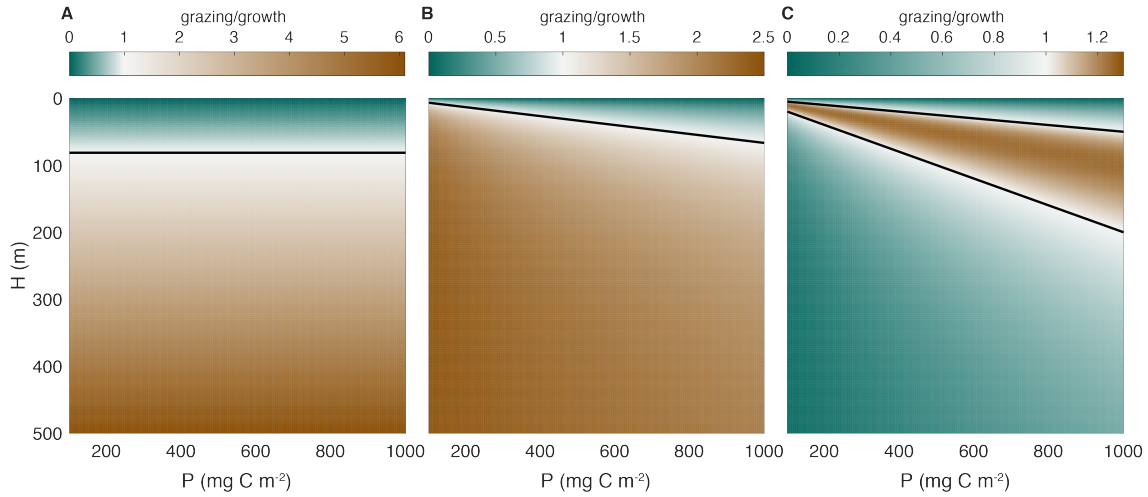 A
grazing/growth
0 1 2 3 4 5 6
B
grazing/growth
0 0.5 1 1.5 2 2.5
C
grazing/growth
0 0.2 0.4 0.6 0.8 1 1.2
H (m)
0
100
200
300
400
500
200 400 600 800 1000
P (mg C m-2)
200 400 600 800 1000
P (mg C m-2)
200 400 600 800 1000
P (mg C m-2)